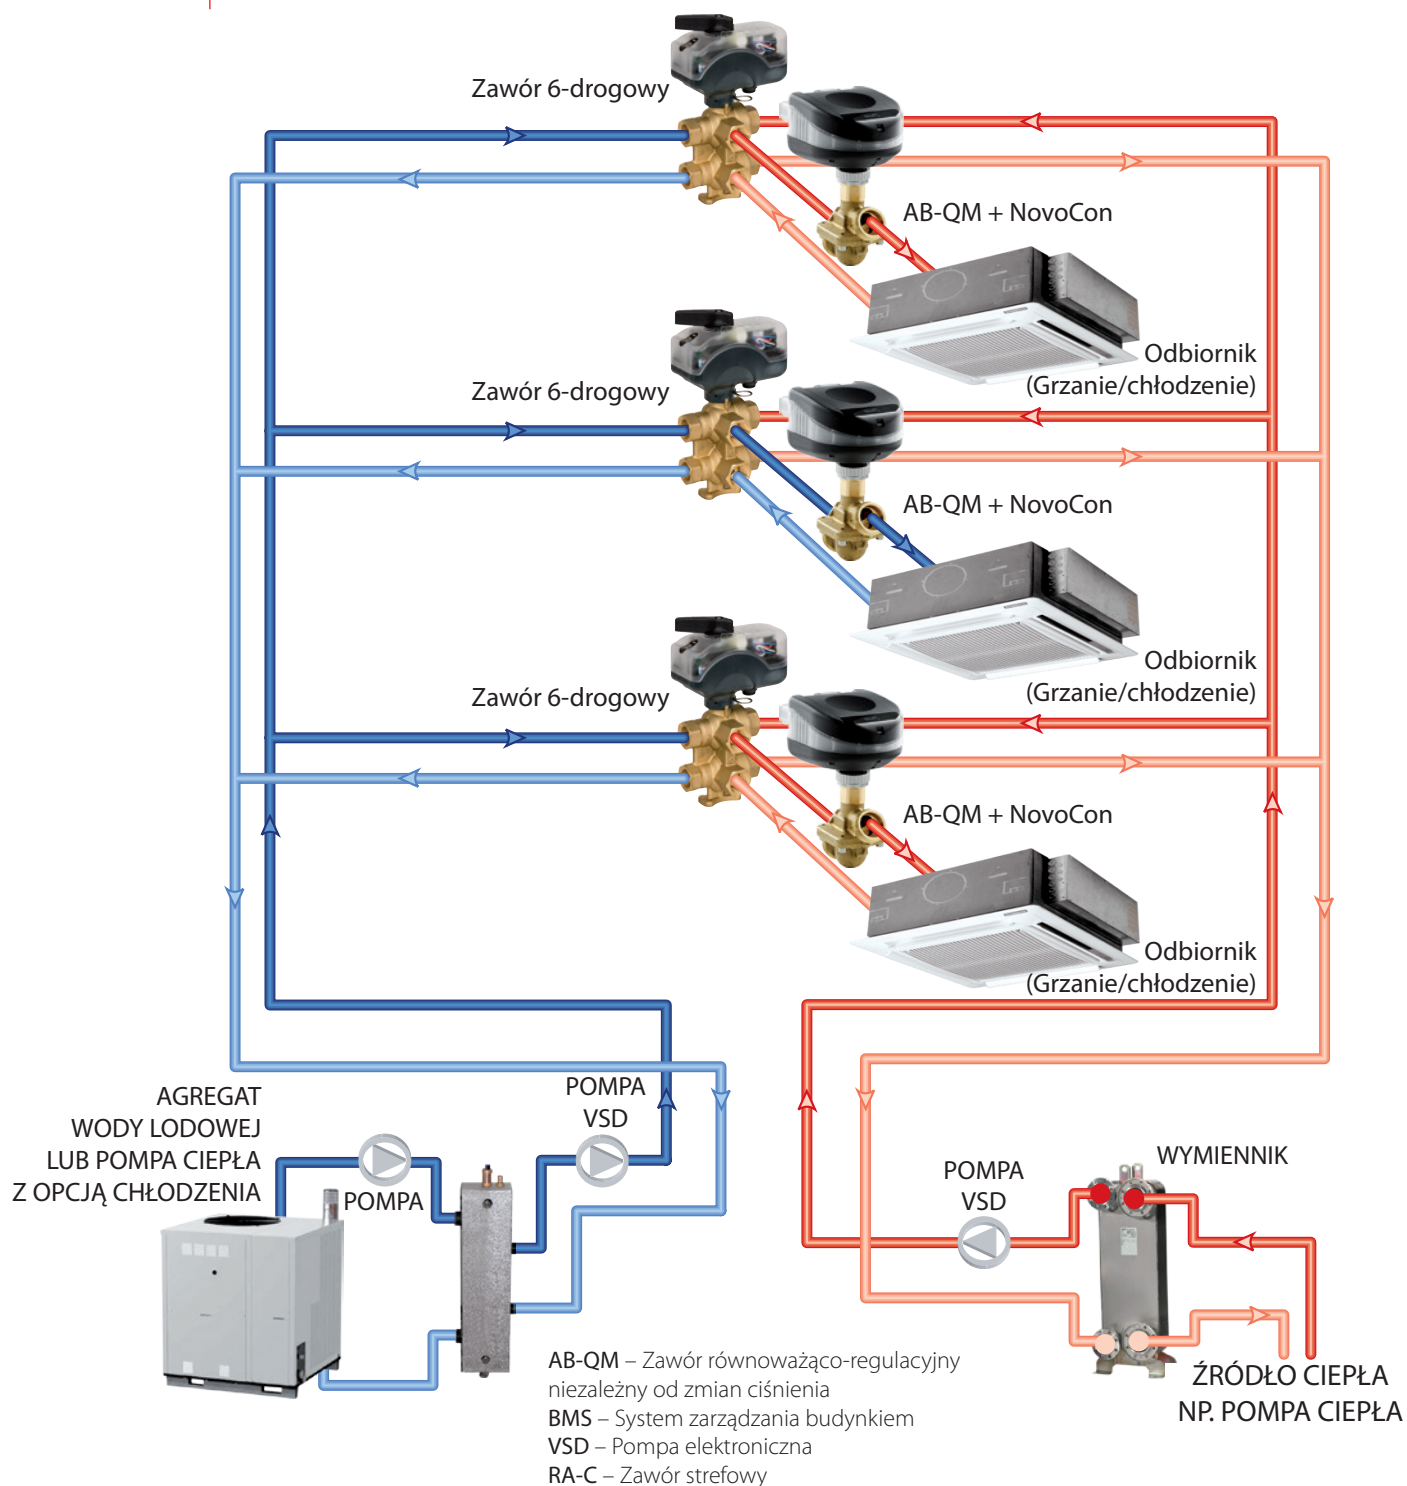 Zawór 6-drogowy
AB-QM + NovoCon
Odbiornik
(Grzanie/chłodzenie)
Zawór 6-drogowy
AB-QM + NovoCon
Odbiornik
(Grzanie/chłodzenie)
Zawór 6-drogowy
AB-QM + NovoCon
Odbiornik
(Grzanie/chłodzenie)
AGREGAT
WODY LODOWEJ
LUB POMPA CIEPŁA
Z OPCJĄ CHŁODZENIA
POMPA
POMPA
VSD
POMPA
VSD
WYMIENNIK
ŹRÓDŁO CIEPŁA
NP. POMPA CIEPŁA
AB-QM – Zawór równoważąco-regulacyjny
niezależny od zmian ciśnienia
BMS – System zarządzania budynkiem
VSD – Pompa elektroniczna
RA-C – Zawór strefowy